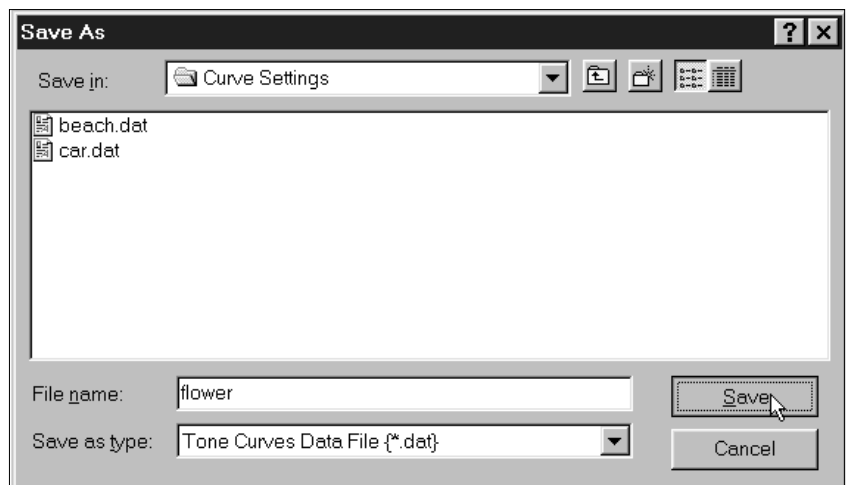 Save As
Save in: Curve Settings
beach.dat
car.dat
File name: flower Save
Save as type: Tone Curves Data File {*.dat} Cancel